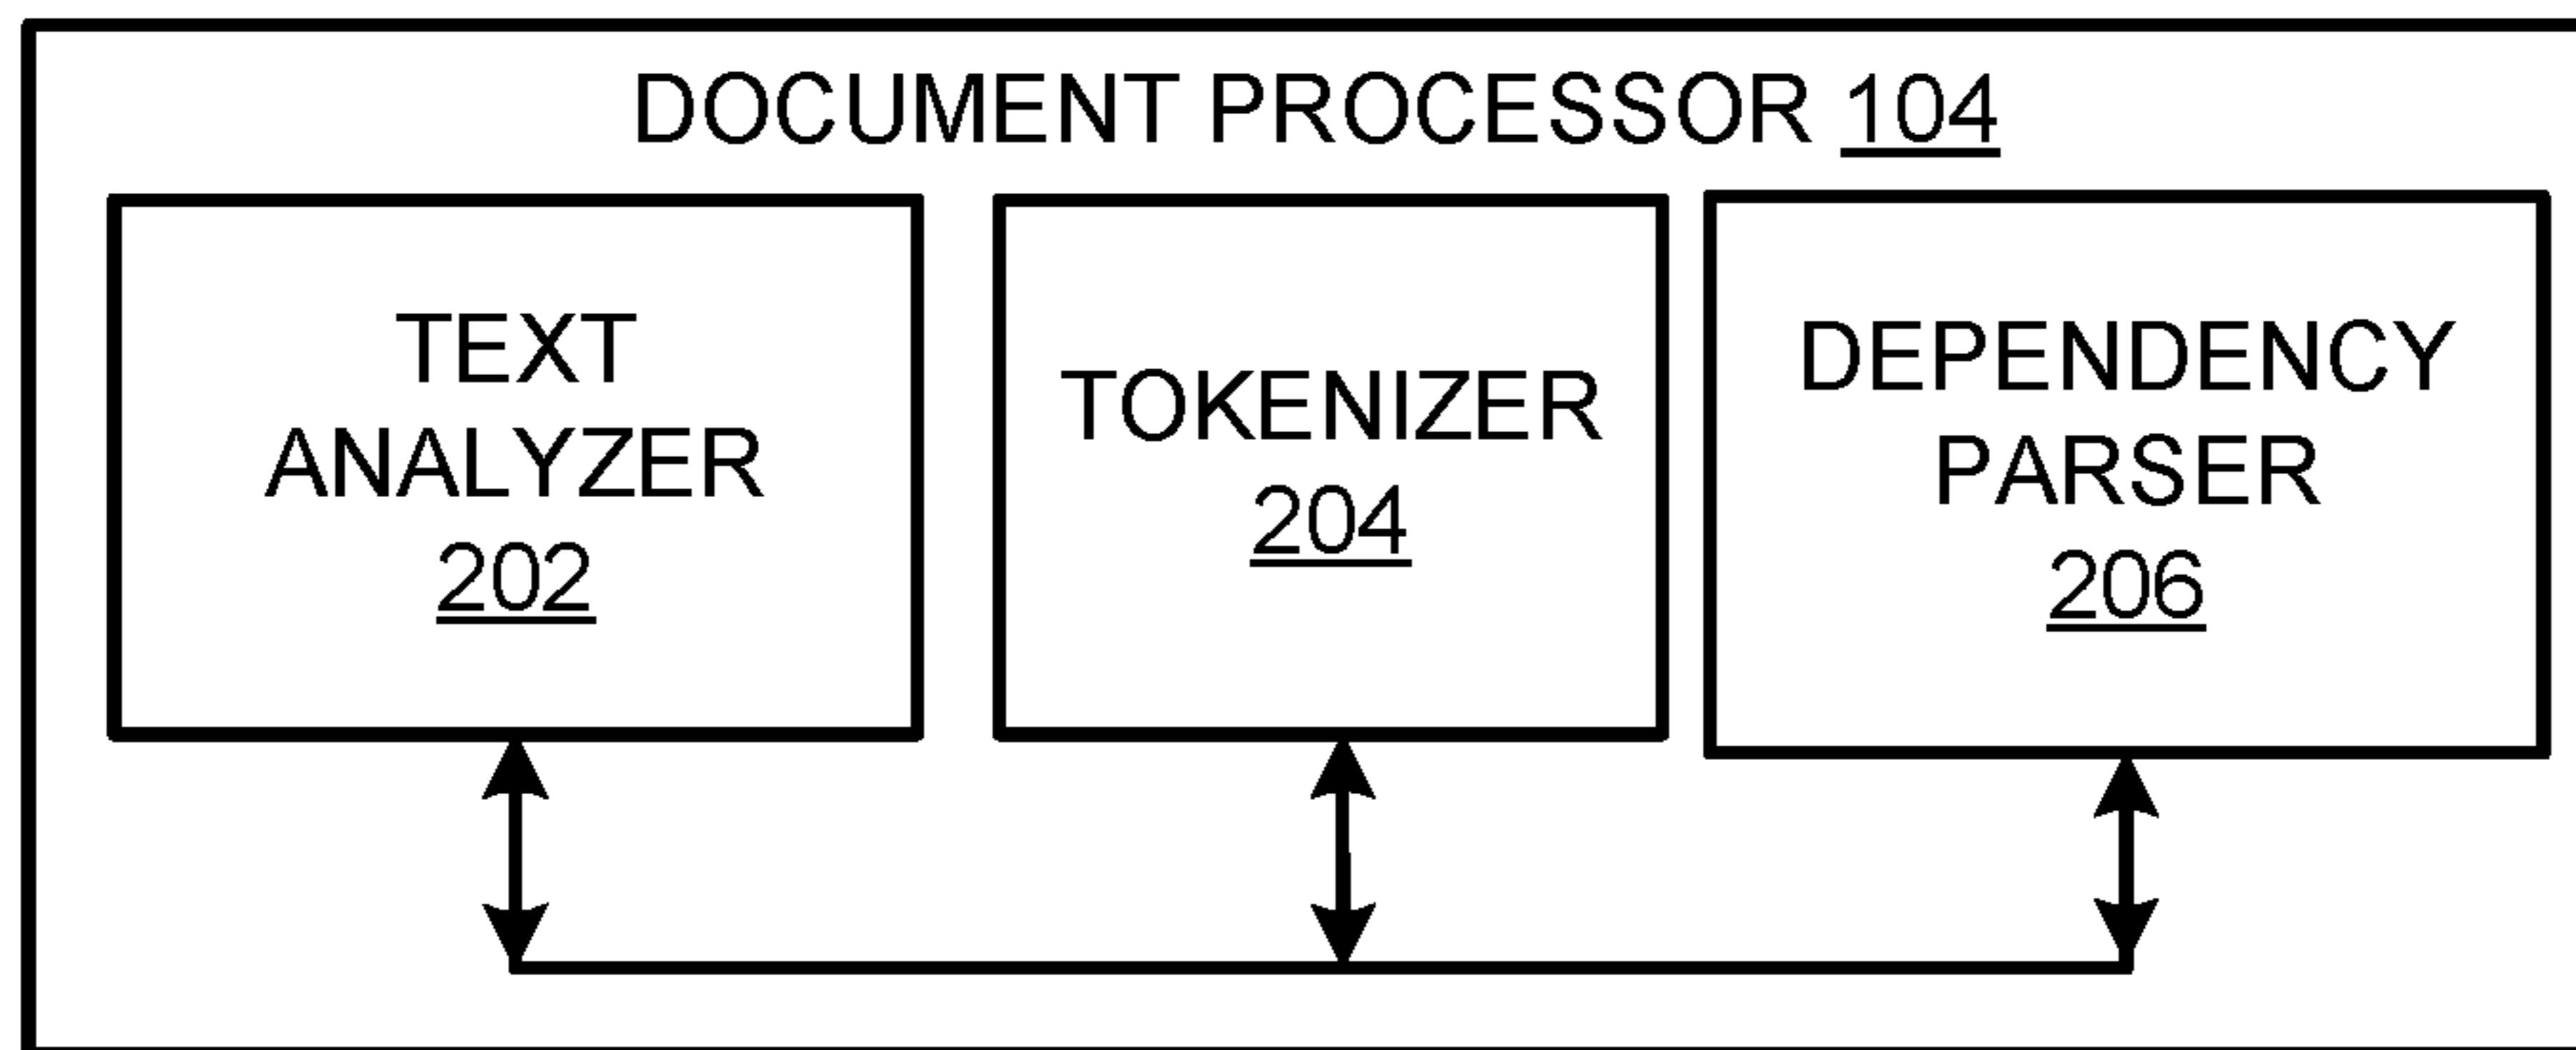 DOCUMENT PROCESSOR 104
TEXT
ANALYZER
202
TOKENIZER
204
DEPENDENCY
PARSER
206